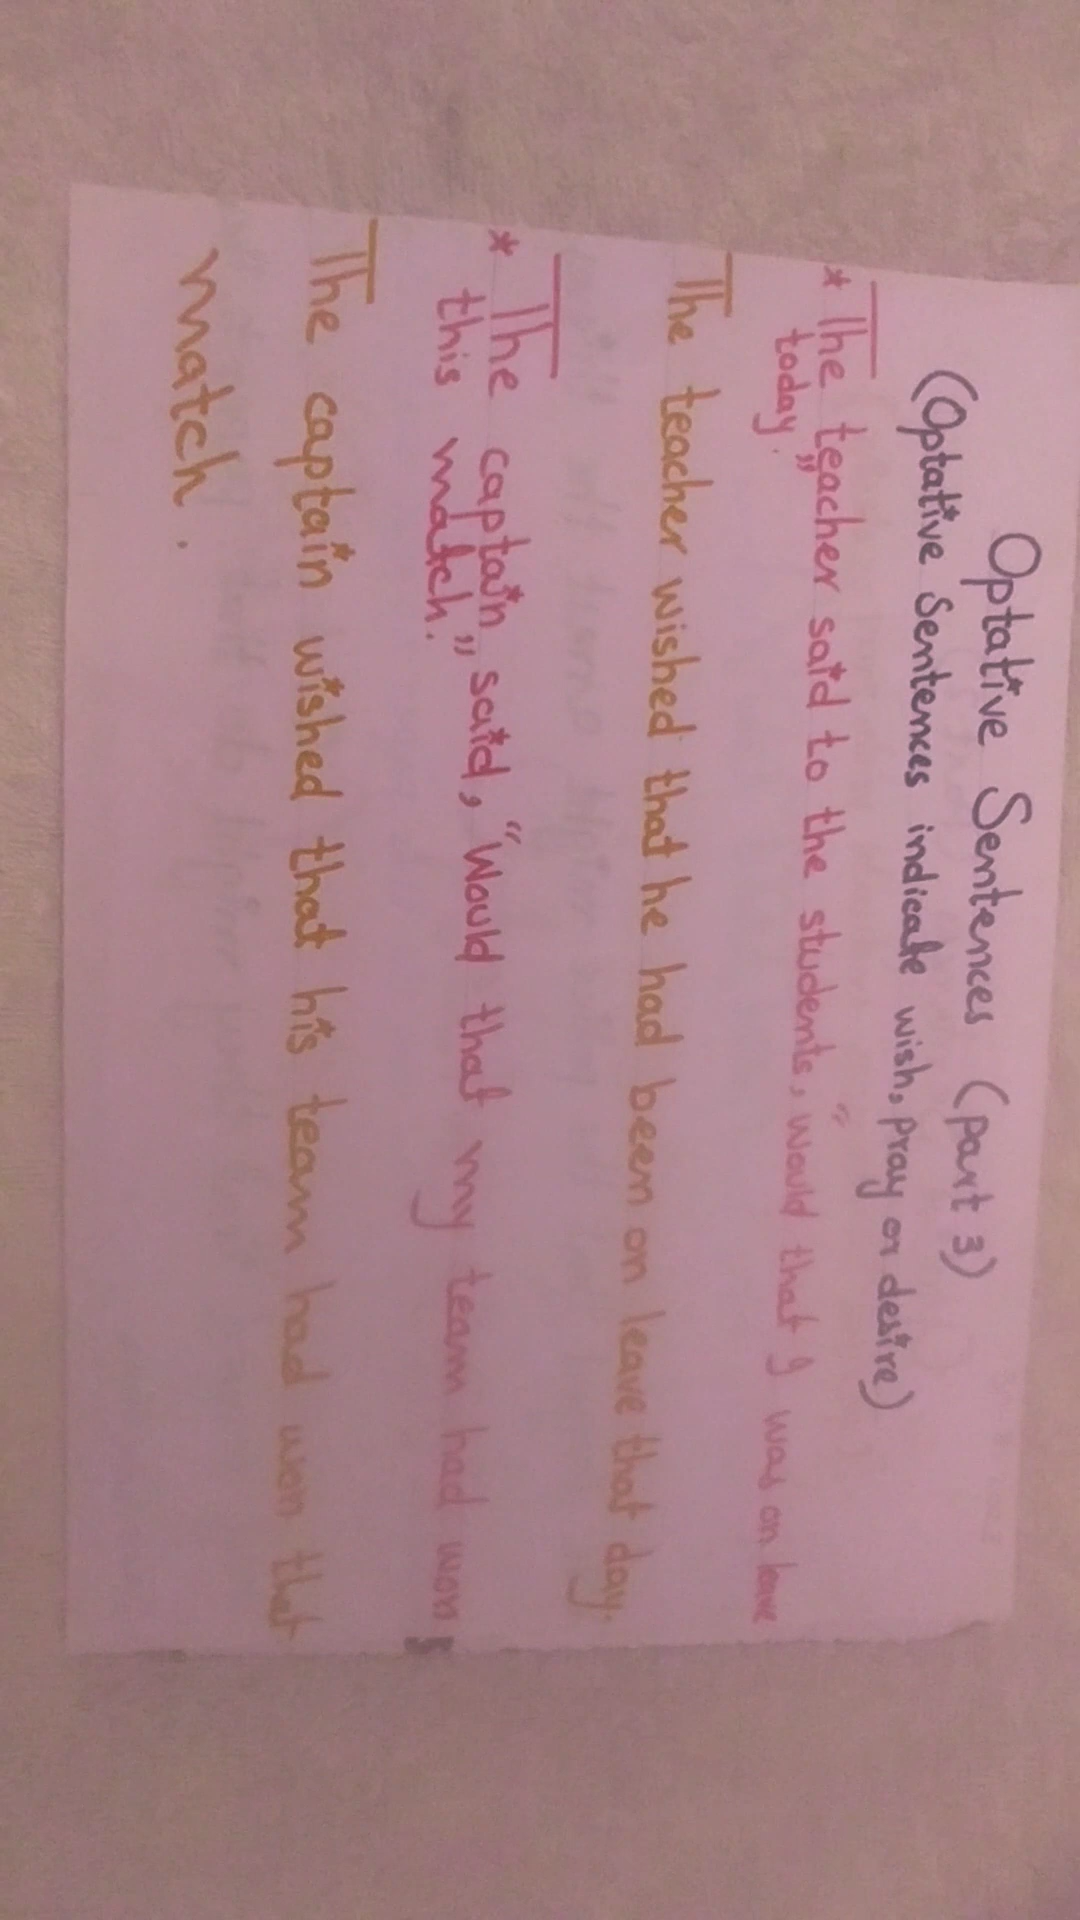 Optative Sentences (part 3)
(Optative Sentences indicate wish, pray or desire)
* The teacher said to the students, "would that I was on leave
today."
The teacher wished that he had been on leave that day.
* The captain said, "Would that my team had won
this match."
The captain wished that his team had won that
match.